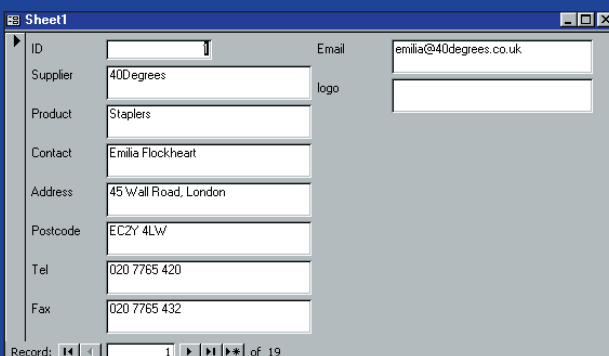 Sheet1
ID 1
Supplier 40Degrees
Product Staplers
Contact Emilia Flockheart
Address 45 Wall Road, London
Postcode EC2Y 4LW
Tel 020 7765 420
Fax 020 7765 432
Email emilia@40degrees.co.uk
logo
Record: 1 of 19